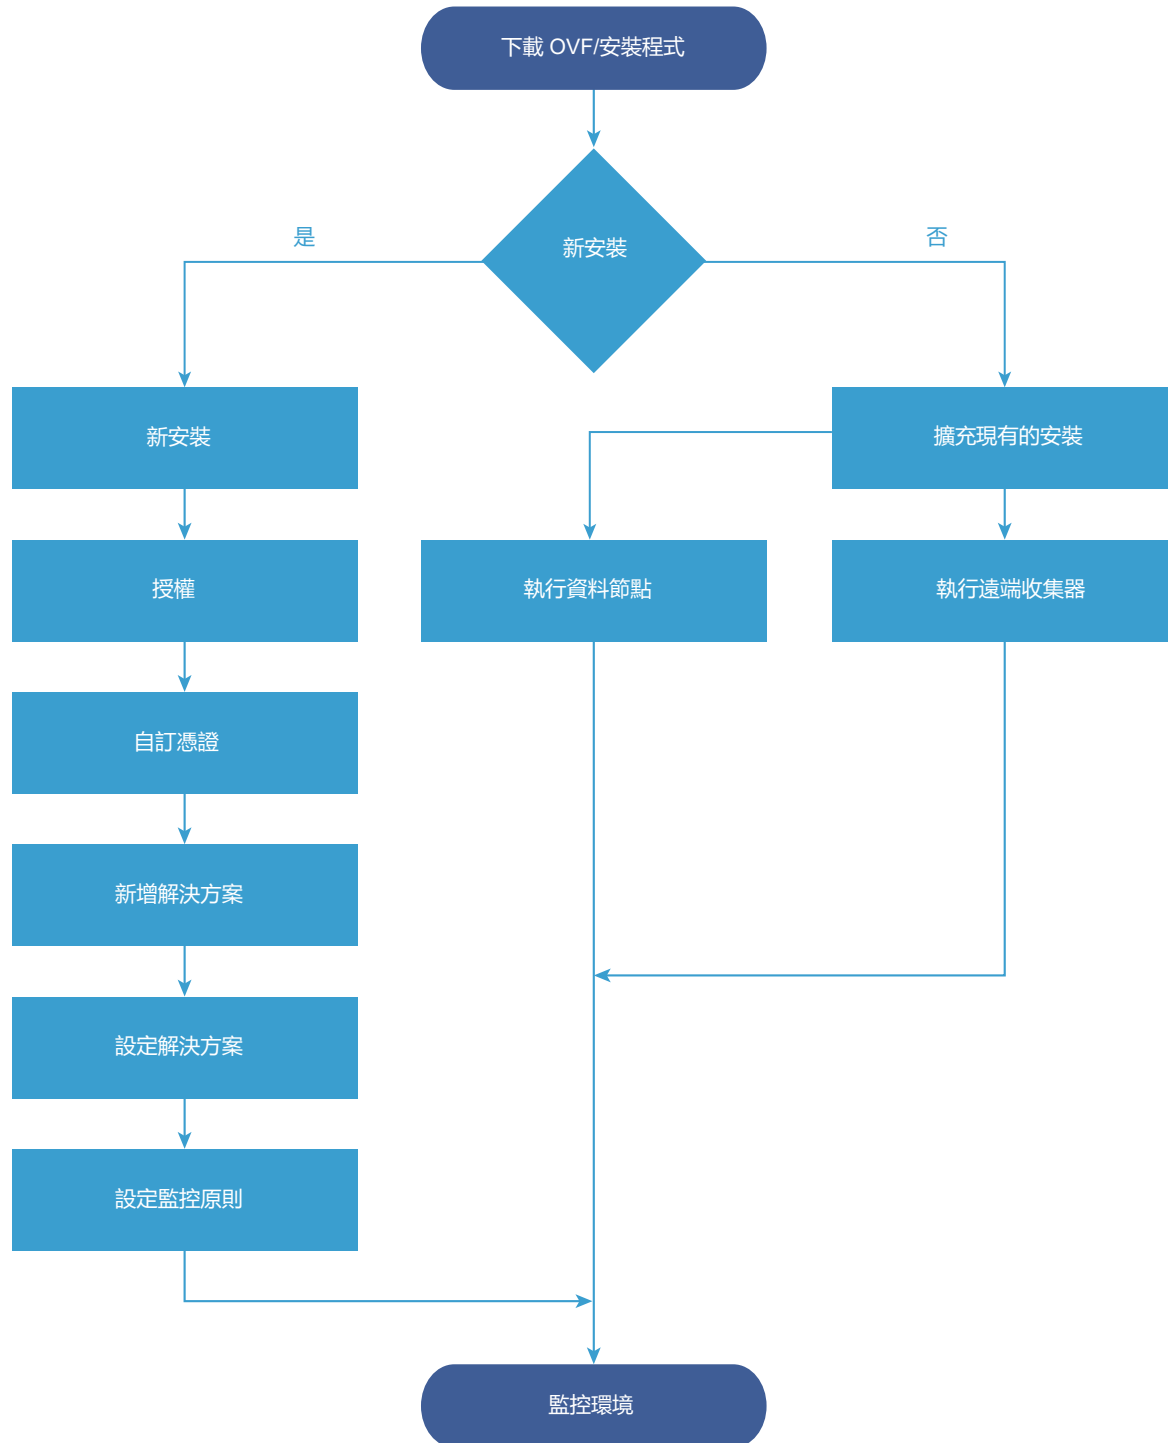 下載 OVF/安裝程式
新安裝
是
否
新安裝
擴充現有的安裝
授權
執行資料節點
執行遠端收集器
自訂憑證
新增解決方案
設定解決方案
設定監控原則
監控環境